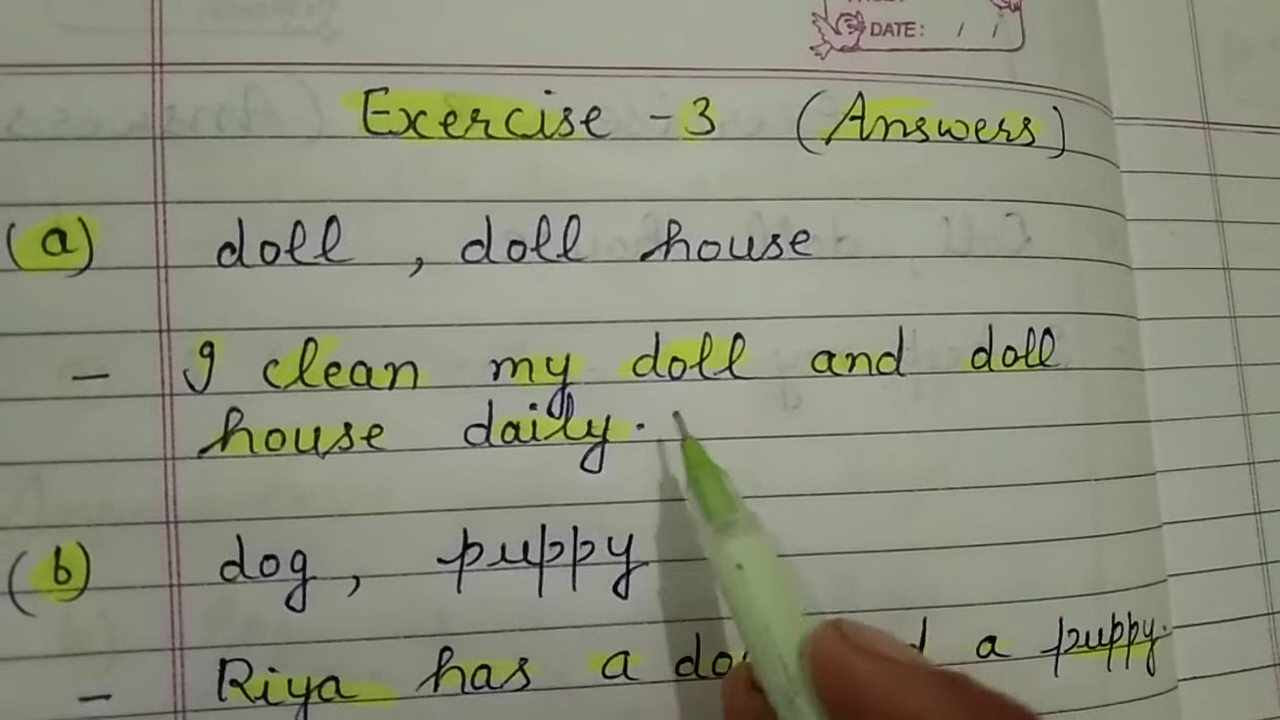 DATE: / /
Exercise - 3 (Answers)
(a) doll , doll house
- I clean my doll and doll
house daily.
(b) dog, puppy
- Riya has a a puppy.